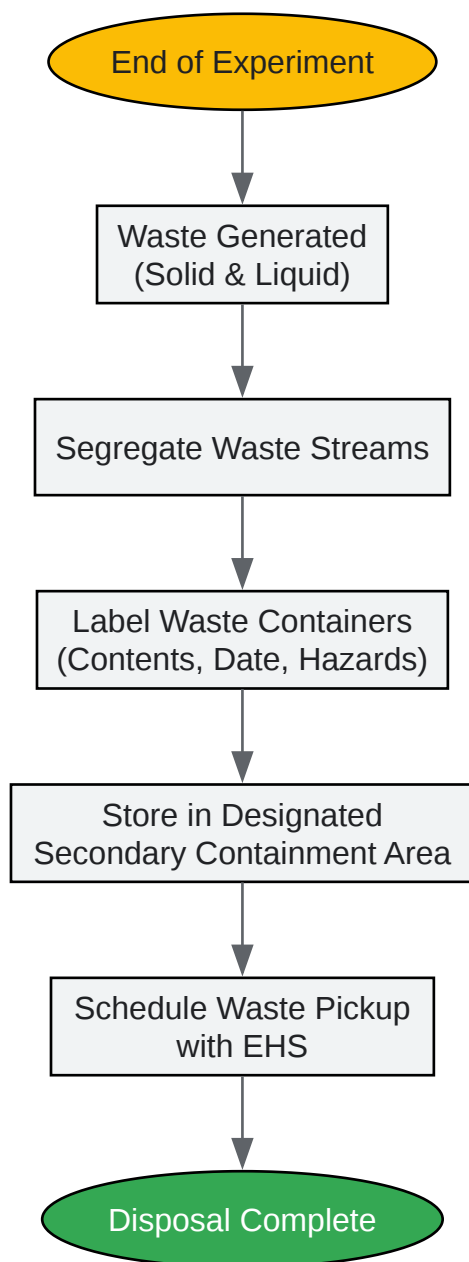 End of Experiment
Waste Generated
(Solid & Liquid)
Segregate Waste Streams
Label Waste Containers
(Contents, Date, Hazards)
Store in Designated
Secondary Containment Area
Schedule Waste Pickup
with EHS
Disposal Complete